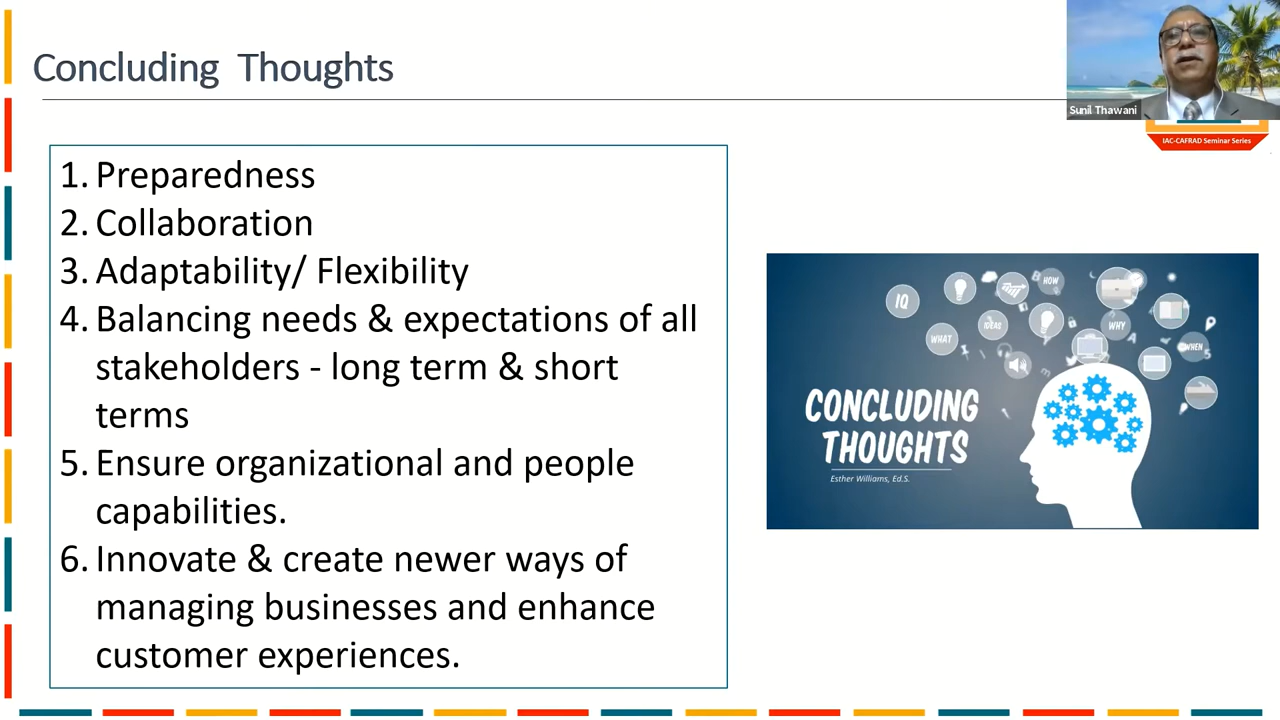 Concluding Thoughts
Sunil Thawani
IAC-CAFRAD Seminar Series
1. Preparedness
2. Collaboration
3. Adaptability/ Flexibility
4. Balancing needs & expectations of all
stakeholders - long term & short
terms
5. Ensure organizational and people
capabilities.
6. Innovate & create newer ways of
managing businesses and enhance
customer experiences.
IQ
HOW
WHAT
IDEAS
WHY
WHEN
CONCLUDING
THOUGHTS
Esther Williams, Ed.S.